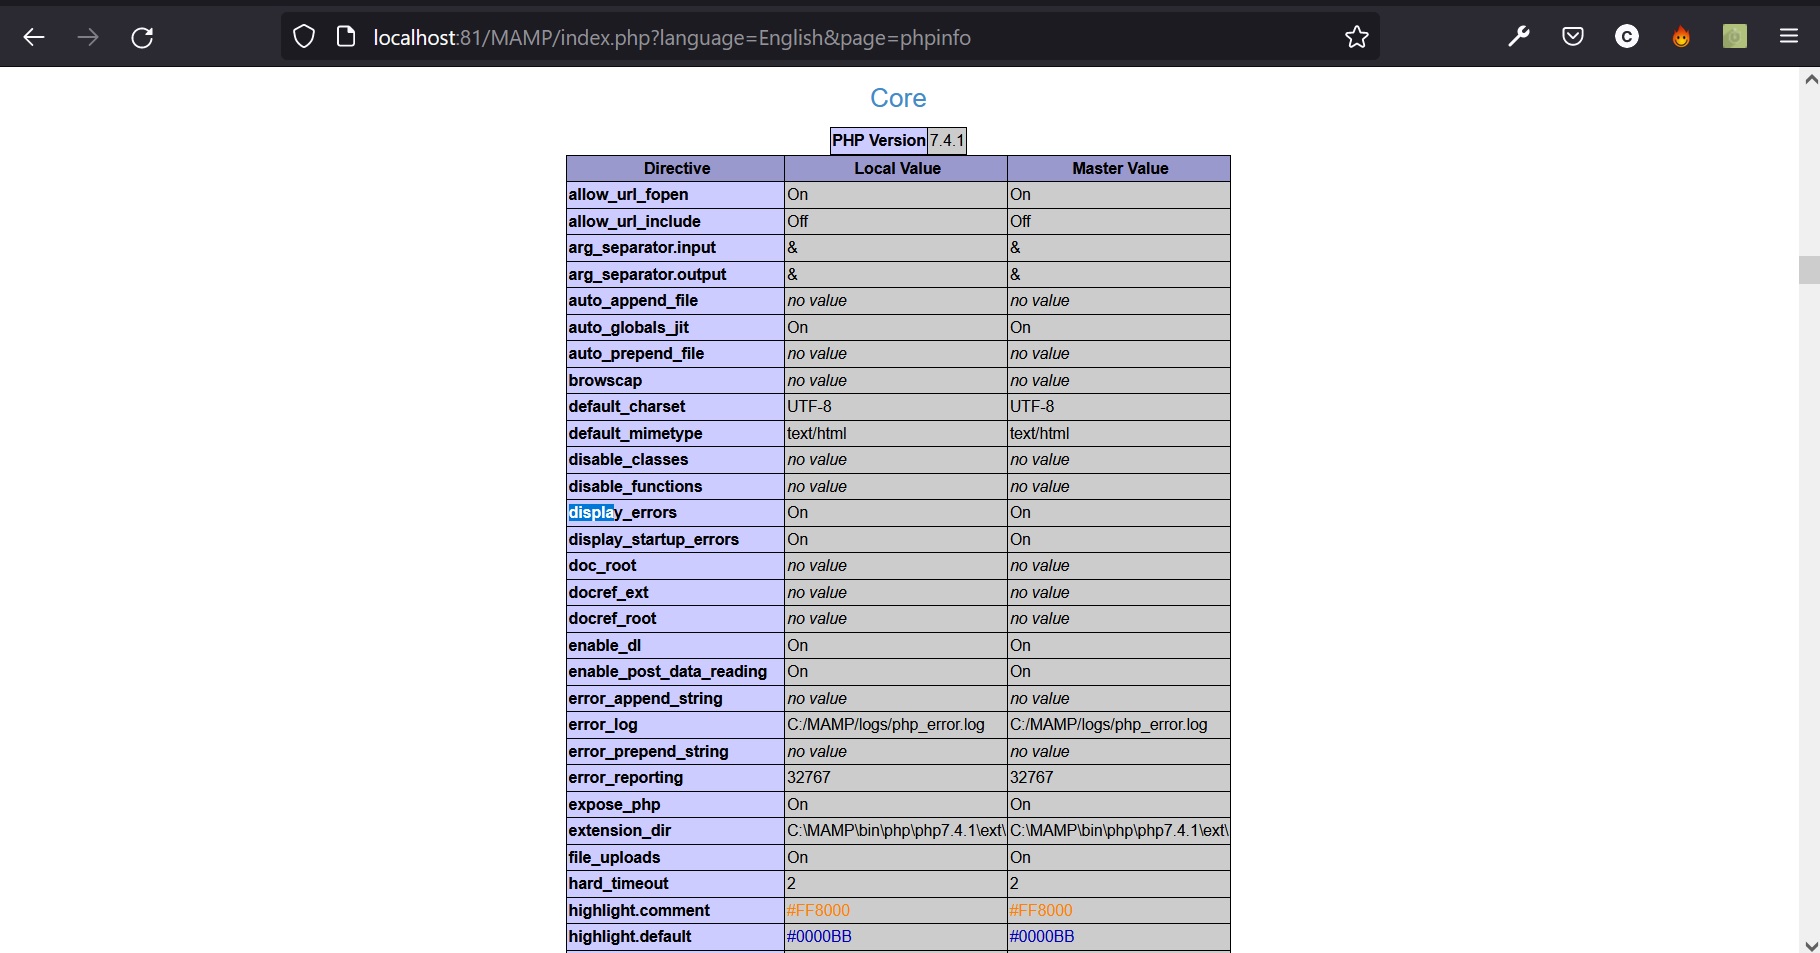 localhost:81/MAMP/index.php?language=English&page=phpinfo
C
Core
PHP Version 7.4.1
Directive Local Value Master Value
allow_url_fopen On On
allow_url_include Off Off
arg_separator.input & &
arg_separator.output & &
auto_append_file no value no value
auto_globals_jit On On
auto_prepend_file no value no value
browscap no value no value
default_charset UTF-8 UTF-8
default_mimetype text/html text/html
disable_classes no value no value
disable_functions no value no value
display_errors On On
display_startup_errors On On
doc_root no value no value
docref_ext no value no value
docref_root no value no value
enable_dl On On
enable_post_data_reading On On
error_append_string no value no value
error_log C:/MAMP/logs/php_error.log C:/MAMP/logs/php_error.log
error_prepend_string no value no value
error_reporting 32767 32767
expose_php On On
extension_dir C:\MAMP\bin\php\php7.4.1\ext\ C:\MAMP\bin\php\php7.4.1\ext\
file_uploads On On
hard_timeout 2 2
highlight.comment #FF8000 #FF8000
highlight.default #0000BB #0000BB